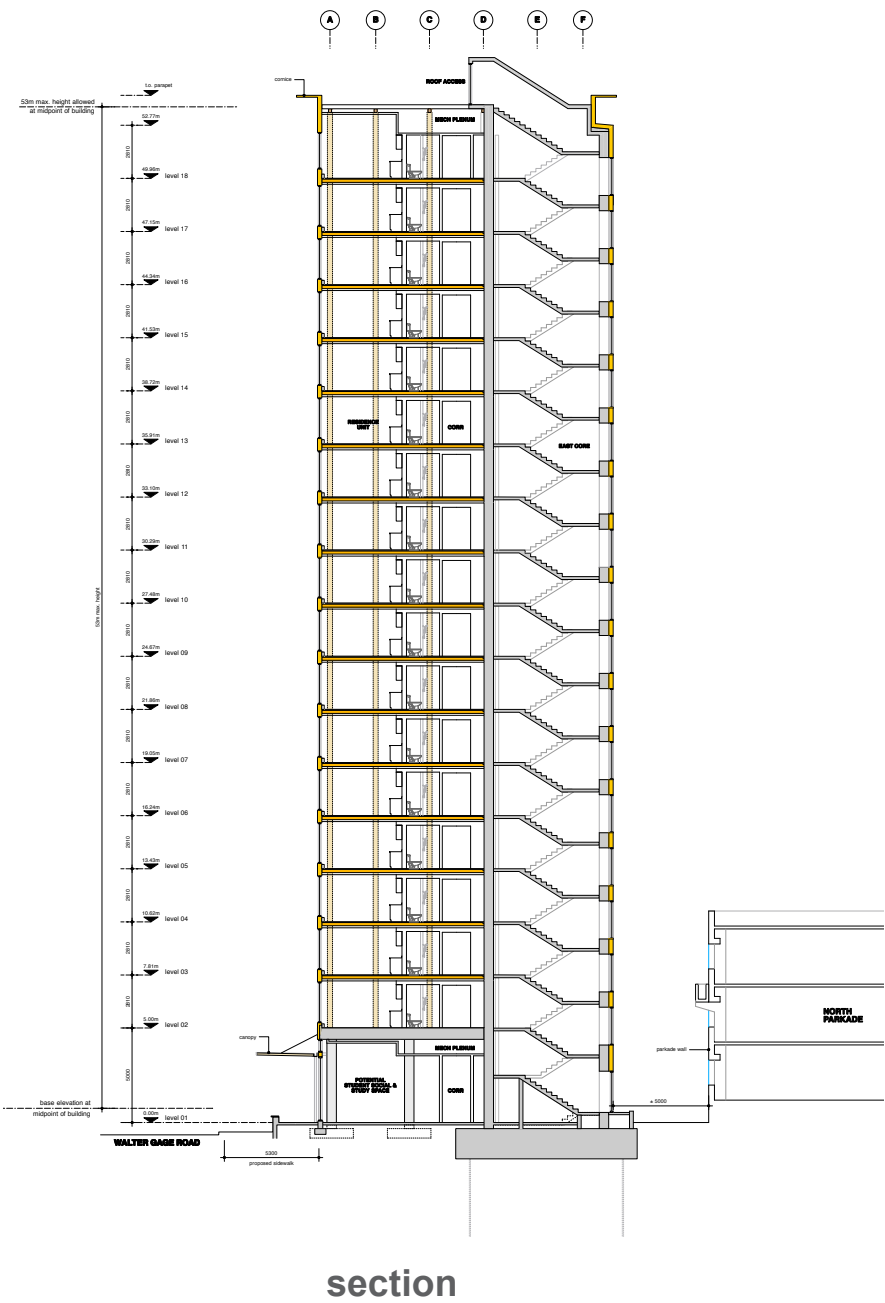 A B C D E F
ROOF ACCESS
cornice
t.o. parapet
53m max. height allowed
at midpoint of building
MECH PLENUM
52.77m
2810
49.96m
level 18
2810
47.15m
level 17
2810
44.34m
level 16
2810
41.53m
level 15
2810
38.72m
level 14
2810
RESIDENCE
UNIT
CORR
35.91m
level 13
EAST CORE
2810
33.10m
level 12
2810
30.29m
level 11
2810
27.48m
level 10
53m max. height
2810
24.67m
level 09
2810
21.86m
level 08
2810
19.05m
level 07
2810
16.24m
level 06
2810
13.43m
level 05
2810
10.62m
level 04
2810
7.81m
level 03
2810
NORTH
PARKADE
5.00m
level 02
canopy
MECH PLENUM
parkade wall
5000
POTENTIAL
STUDENT SOCIAL &
STUDY SPACE
CORR
base elevation at
midpoint of building
± 5000
0.00m
level 01
WALTER GAGE ROAD
5300
proposed sidewalk
section